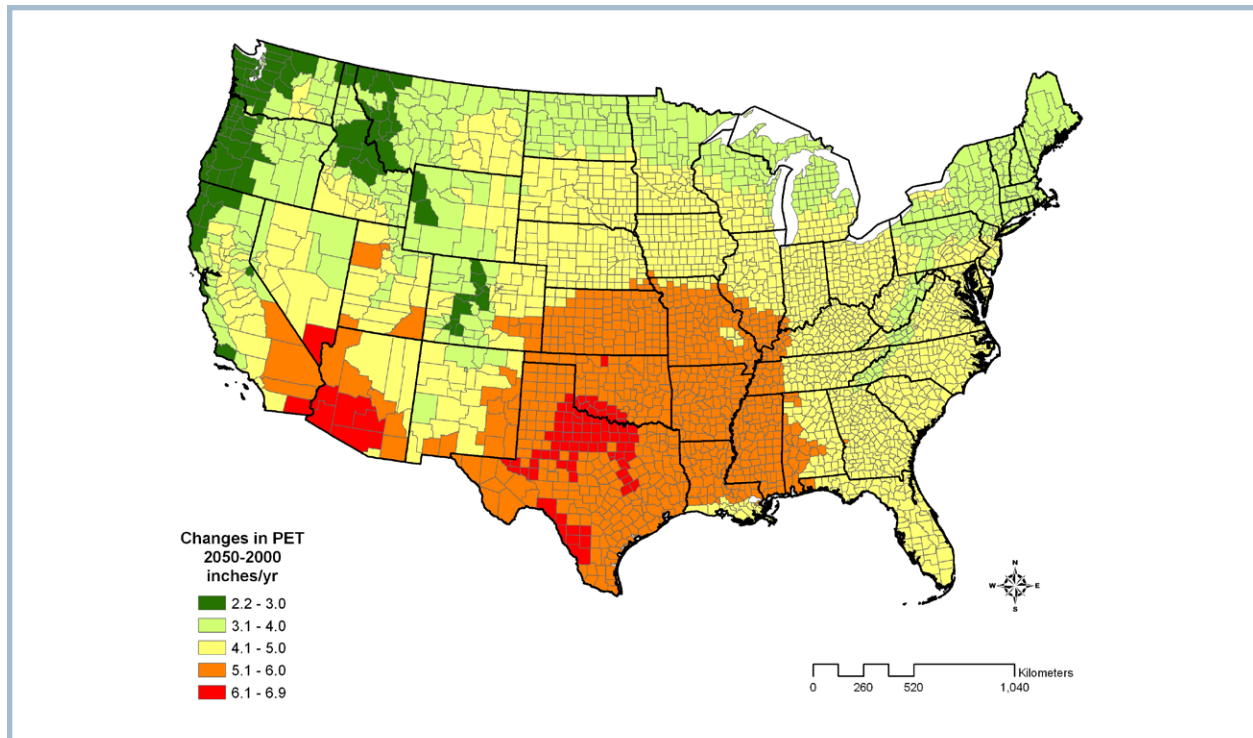 Changes in PET
2050-2000
inches/yr
2.2 - 3.0
3.1 - 4.0
4.1 - 5.0
5.1 - 6.0
6.1 - 6.9
N
W E
S
Kilometers
0 260 520 1,040